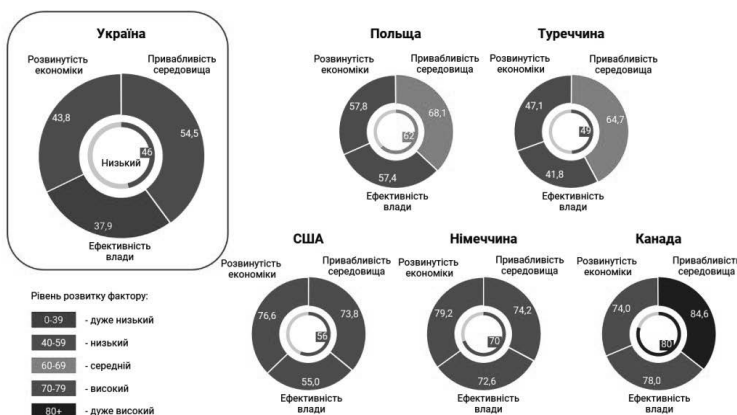 Україна
Розвинутість
економіки
Привабливість
середовища
43,8
54,5
46
Низький
37,9
Ефективність
влади
Польща
Розвинутість
економіки
Привабливість
середовища
57,8
68,1
62
57,4
Ефективність
влади
Туреччина
Розвинутість
економіки
Привабливість
середовища
47,1
64,7
49
41,8
Ефективність
влади
США
Розвинутість
економіки
Привабливість
середовища
76,6
73,8
56
55,0
Ефективність
влади
Німеччина
Розвинутість
економіки
Привабливість
середовища
79,2
74,2
70
72,6
Ефективність
влади
Канада
Розвинутість
економіки
Привабливість
середовища
74,0
84,6
80
78,0
Ефективність
влади
Рівень розвитку фактору:
0-39 - дуже низький
40-59 - низький
60-69 - середній
70-79 - високий
80+ - дуже високий